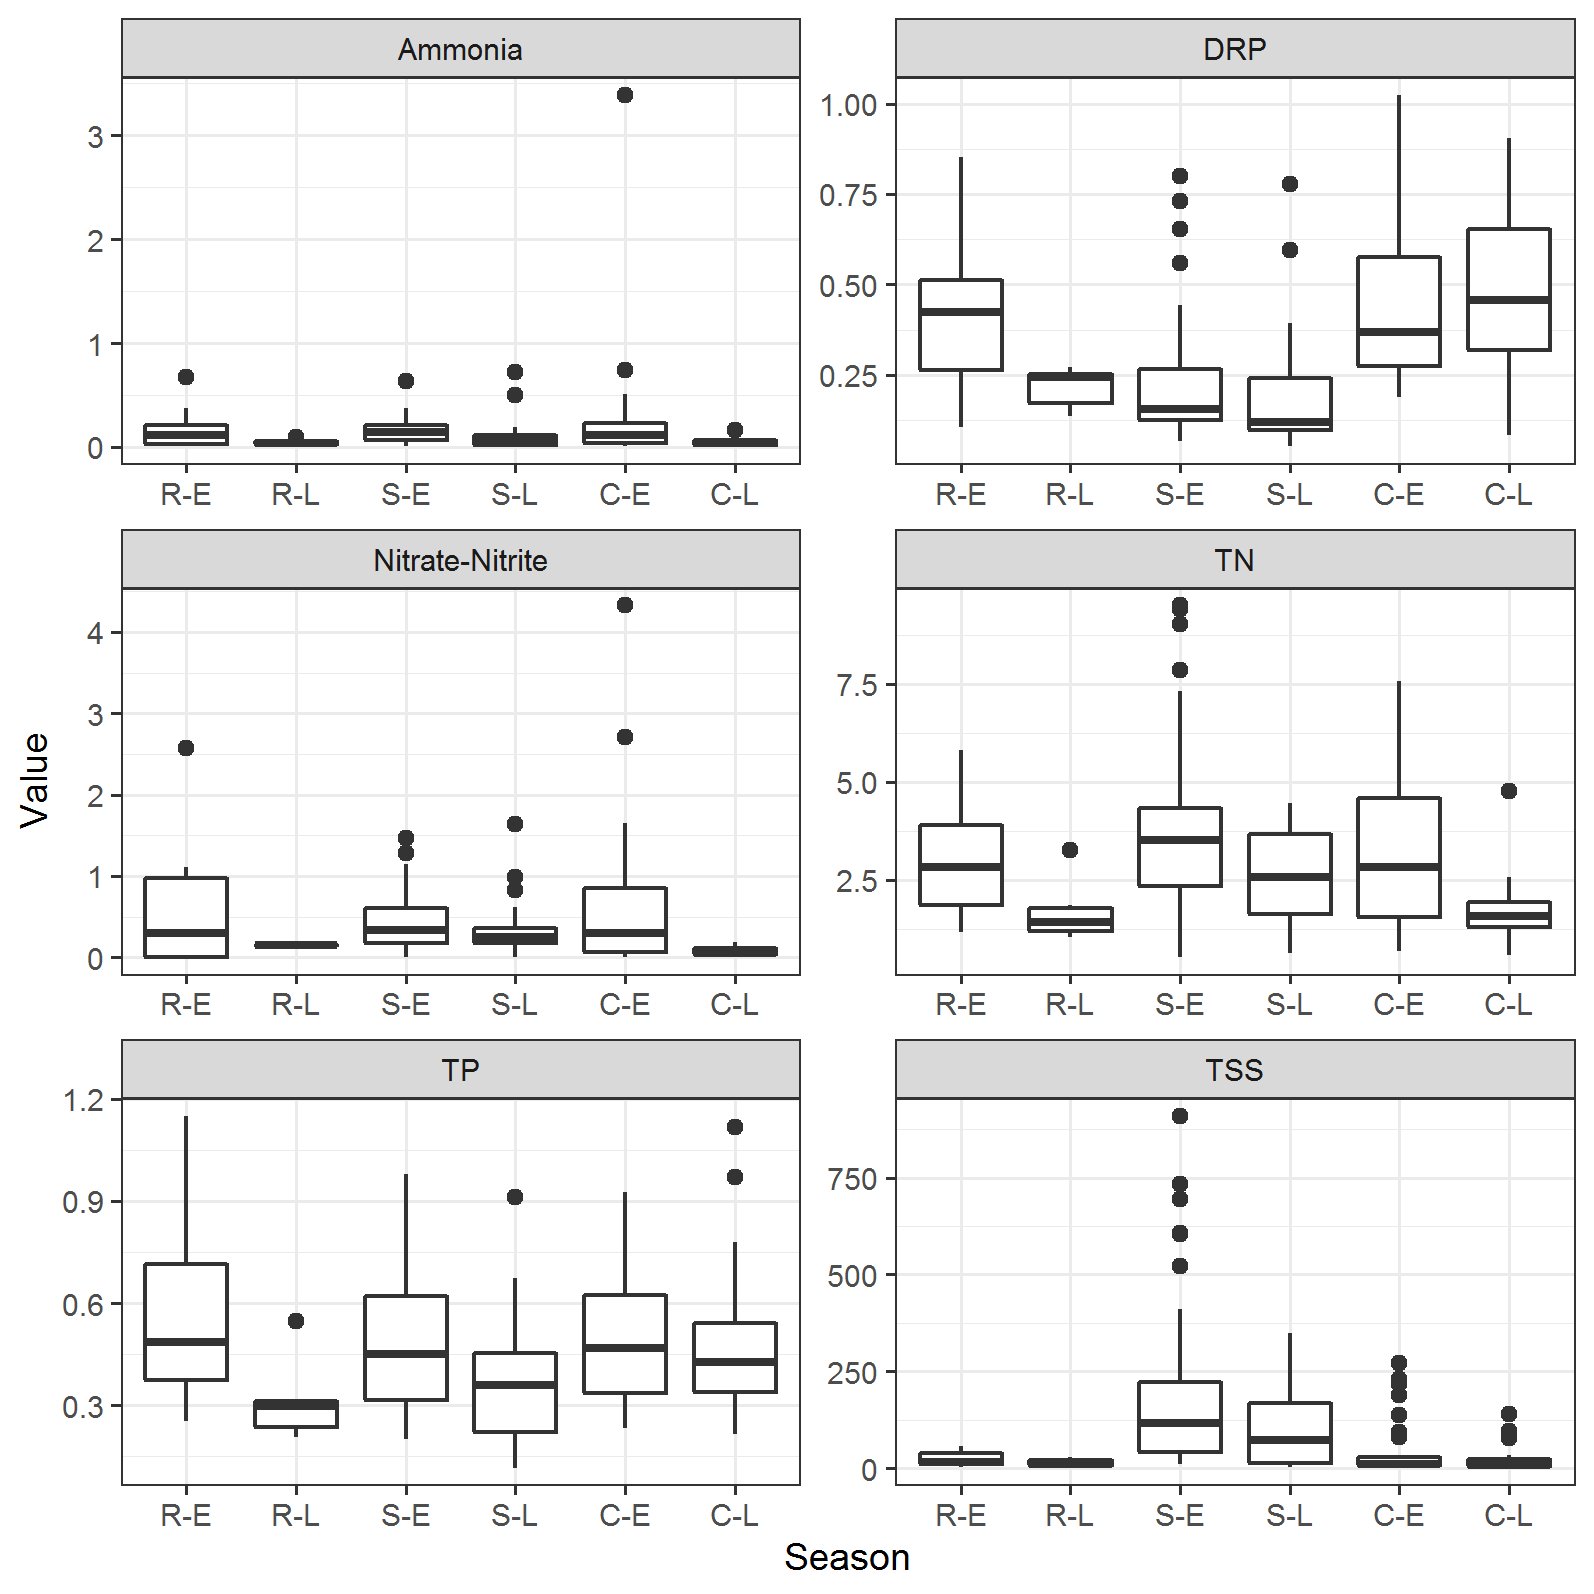 Ammonia
3
2
1
0
R-E R-L S-E S-L C-E C-L
DRP
1.00
0.75
0.50
0.25
R-E R-L S-E S-L C-E C-L
Nitrate-Nitrite
4
3
2
1
0
R-E R-L S-E S-L C-E C-L
TN
7.5
5.0
2.5
R-E R-L S-E S-L C-E C-L
TP
1.2
0.9
0.6
0.3
R-E R-L S-E S-L C-E C-L
TSS
750
500
250
0
R-E R-L S-E S-L C-E C-L
Value
Season